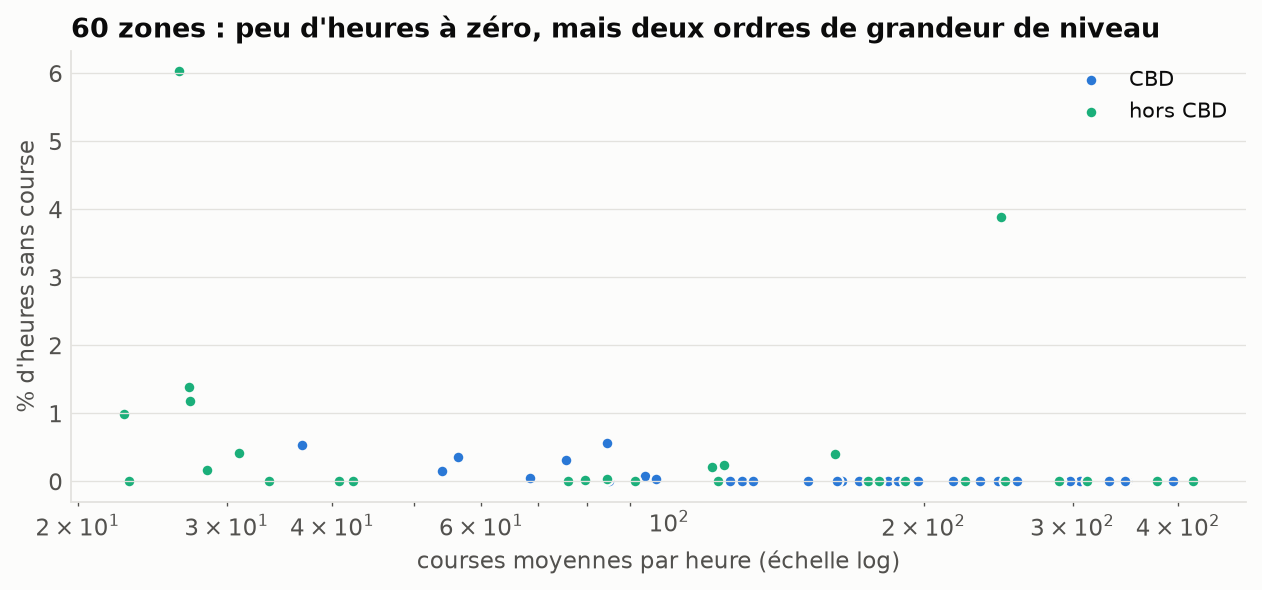 60 zones : peu d'heures à zéro, mais deux ordres de grandeur de niveau
% d'heures sans course
6
5
4
3
2
1
0
CBD
hors CBD
2 × 10¹
3 × 10¹
4 × 10¹
6 × 10¹
10²
2 × 10²
3 × 10²
4 × 10²
courses moyennes par heure (échelle log)